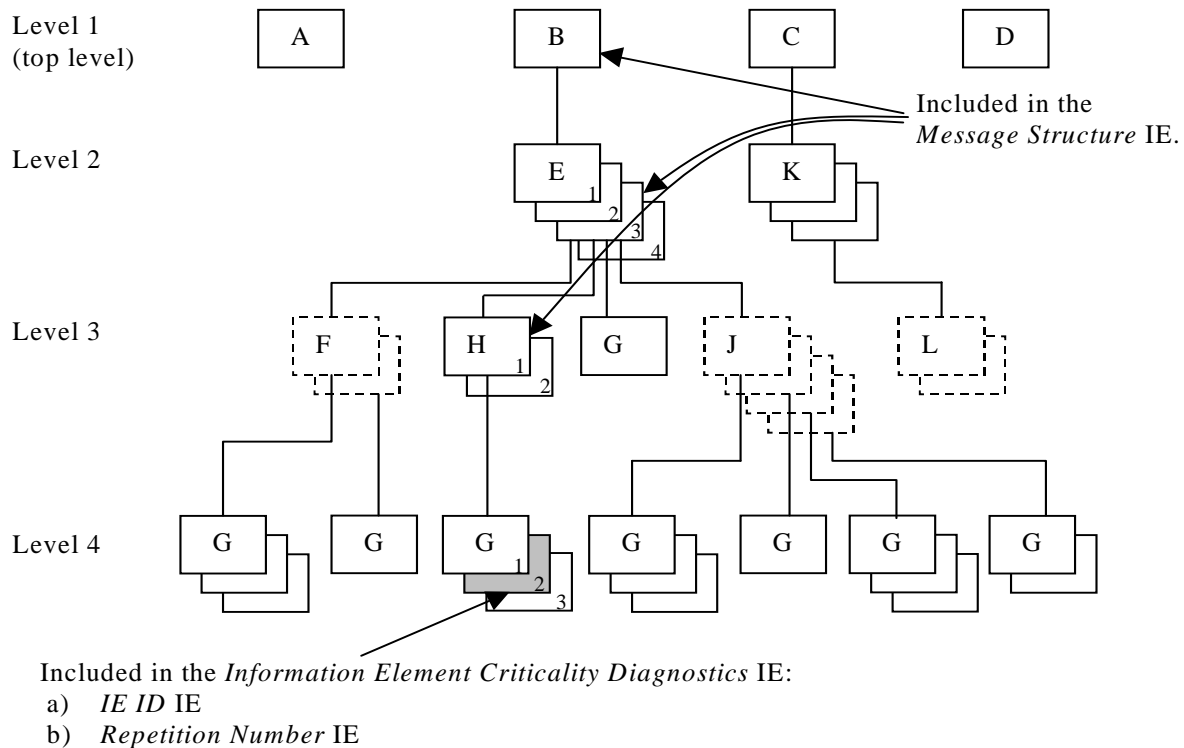 Level 1
(top level)
A
B
C
D
Included in the
Message Structure IE.
Level 2
E
1
2
3
4
K
Level 3
F
H
1
2
G
J
L
Level 4
G
G
G
1
2
3
G
G
G
G
Included in the Information Element Criticality Diagnostics IE:
a) IE ID IE
b) Repetition Number IE